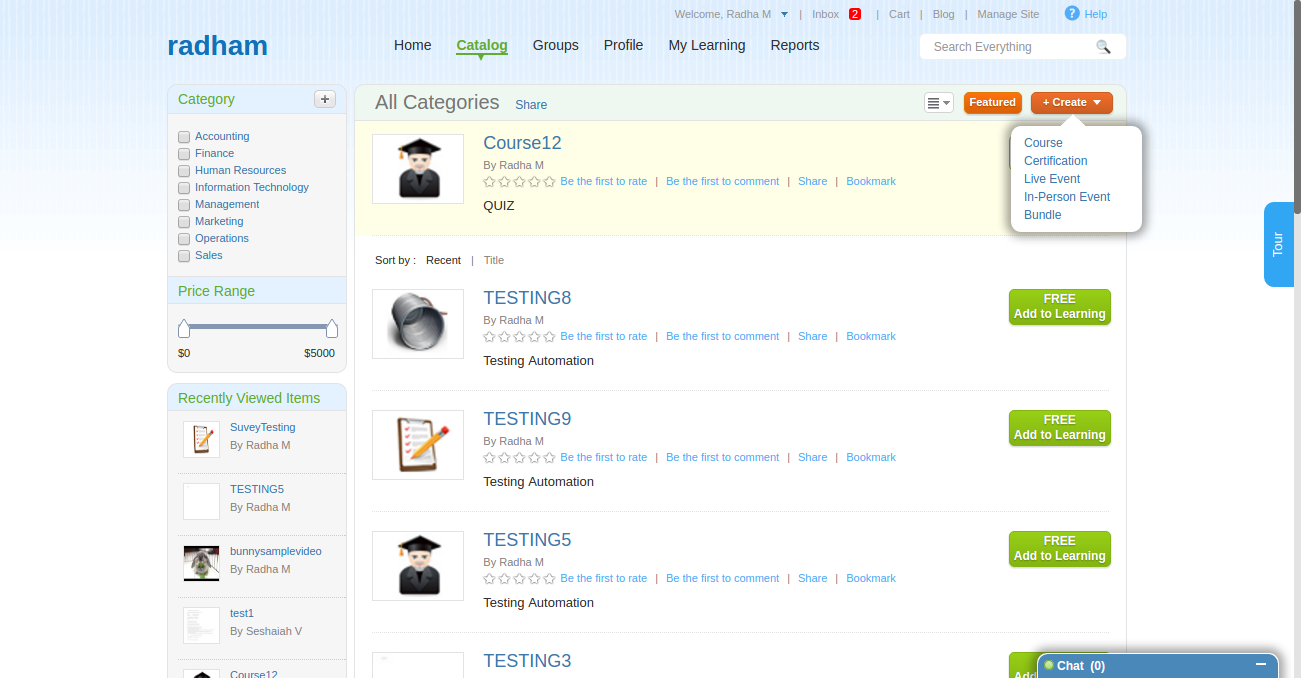 Welcome, Radha M | Inbox 2 | Cart | Blog | Manage Site ? Help
radham
Home Catalog Groups Profile My Learning Reports
Search Everything
Category +
Accounting
Finance
Human Resources
Information Technology
Management
Marketing
Operations
Sales
Price Range
$0 $5000
Recently Viewed Items
SuveyTesting
By Radha M
TESTING5
By Radha M
bunnysamplevideo
By Radha M
test1
By Seshaiah V
Course12
All Categories Share
Featured
+ Create
Course
Certification
Live Event
In-Person Event
Bundle
Course12
By Radha M
Be the first to rate | Be the first to comment | Share | Bookmark
QUIZ
Sort by : Recent | Title
TESTING8
By Radha M
Be the first to rate | Be the first to comment | Share | Bookmark
Testing Automation
FREE
Add to Learning
TESTING9
By Radha M
Be the first to rate | Be the first to comment | Share | Bookmark
Testing Automation
FREE
Add to Learning
TESTING5
By Radha M
Be the first to rate | Be the first to comment | Share | Bookmark
Testing Automation
FREE
Add to Learning
TESTING3
Add
Tour
Chat (0)